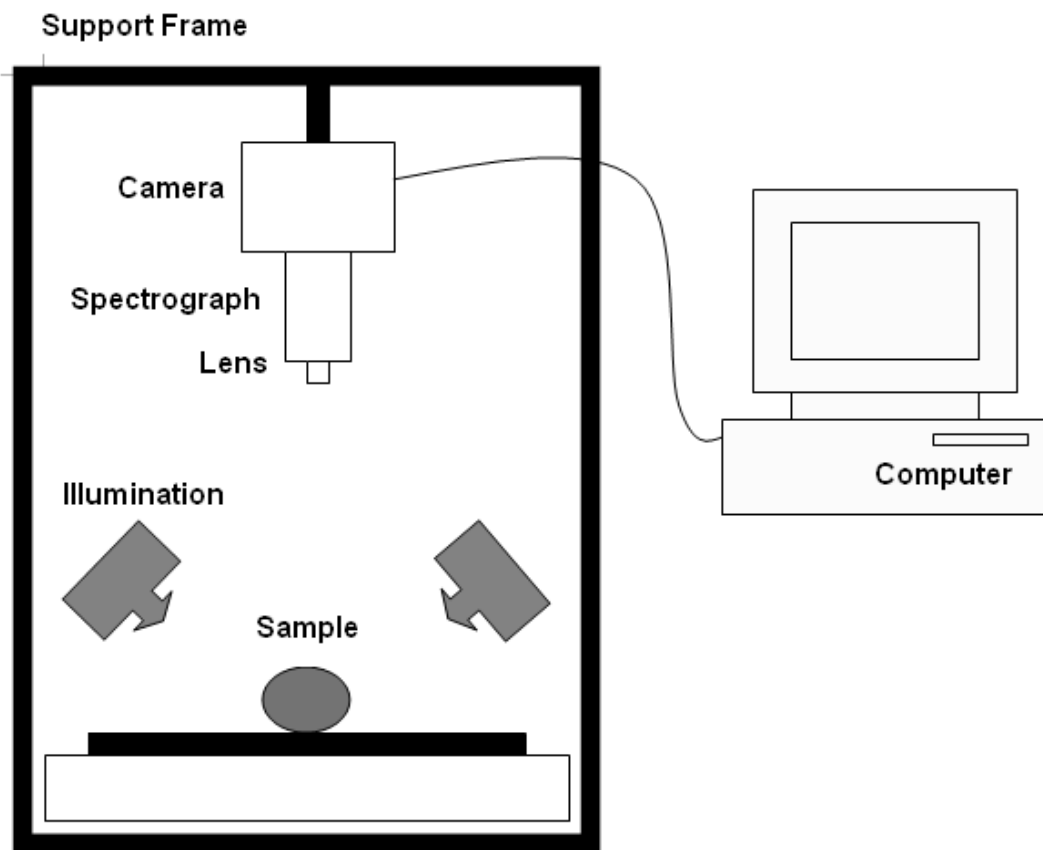 Support Frame
Camera
Spectrograph
Lens
Computer
Illumination
Sample